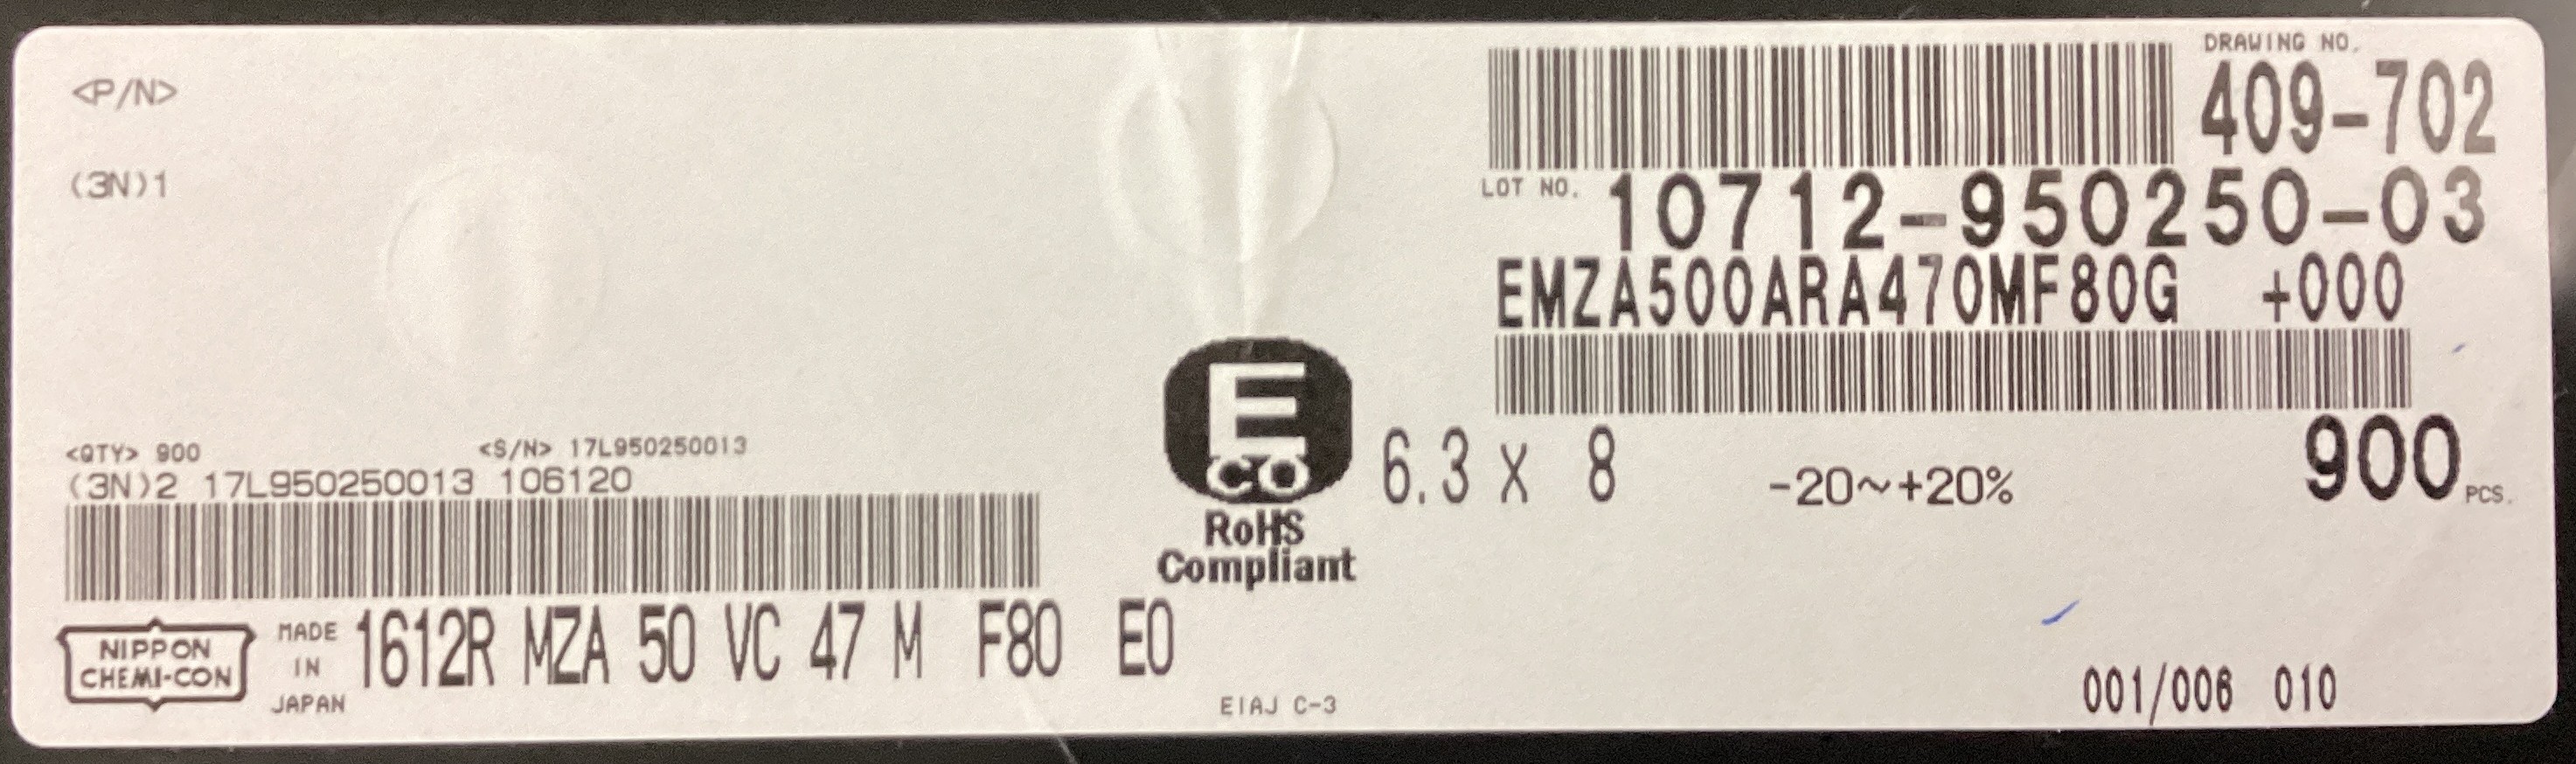 <P/N>
(3N)1
DRAWING NO.
409-702
LOT NO. 10712-950250-03
EMZA500ARA470MF80G +000
<QTY> 900 <S/N> 17L950250013
(3N)2 17L950250013 106120
E
CO
RoHS
Compliant
6.3 x 8 -20~+20% 900 PCS.
NIPPON
CHEMI-CON
MADE
IN
JAPAN
1612R MZA 50 VC 47 M F80 E0
EIAJ C-3
001/006 010